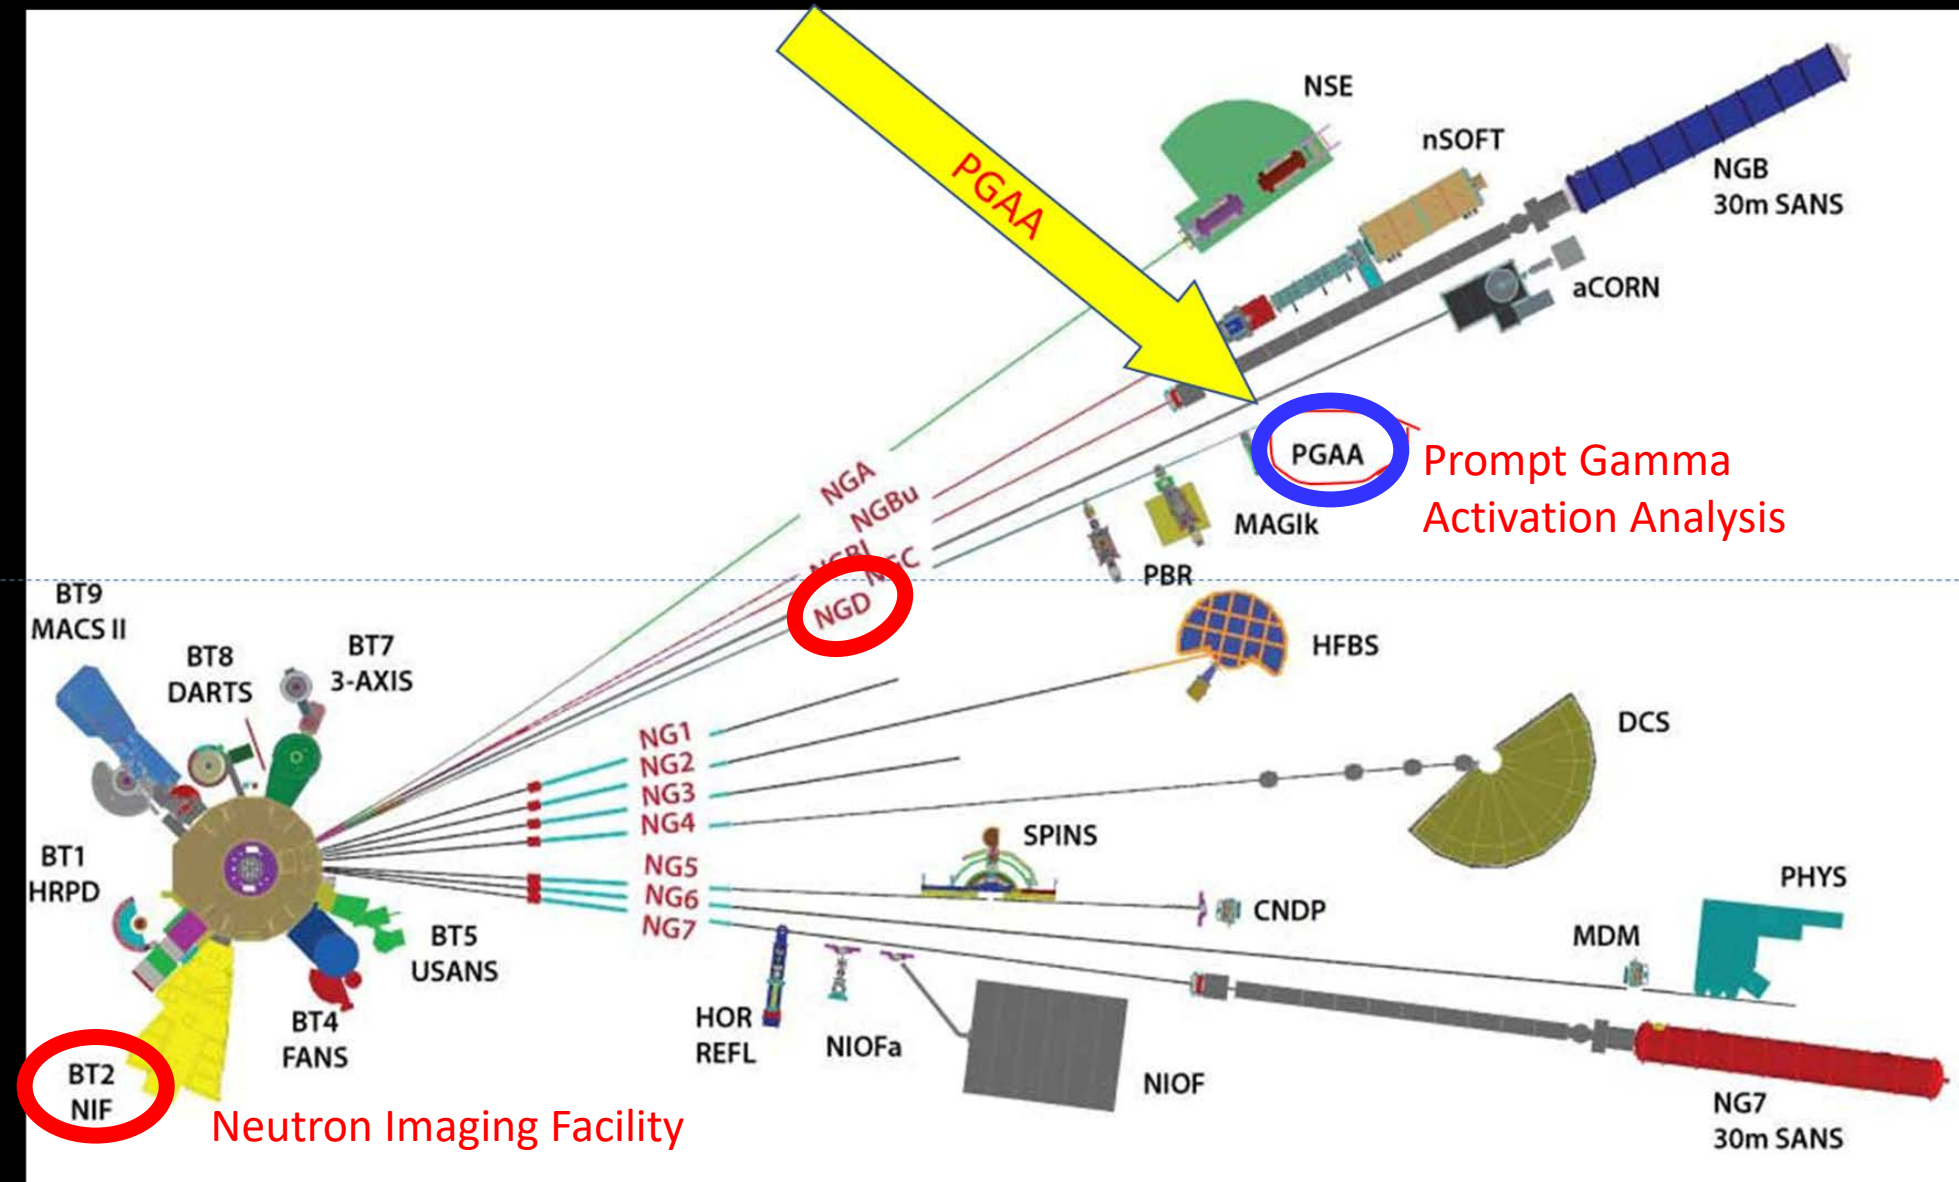 NSE
nSOFT
NGB
30m SANS
PGAA
aCORN
PGAA
Prompt Gamma
Activation Analysis
NGA
NGBu
MAGIk
NGBl
NGC
PBR
NGD
BT9
MACS II
BT8
DARTS
BT7
3-AXIS
HFBS
NG1
NG2
NG3
NG4
DCS
SPINS
BT1
HRPD
NG5
NG6
NG7
CNDP
PHYS
MDM
BT5
USANS
BT4
FANS
HOR
REFL
NIOFa
NIOF
BT2
NIF
Neutron Imaging Facility
NG7
30m SANS